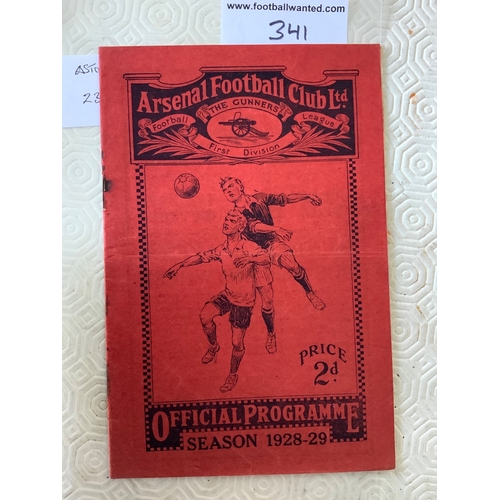 www.footballwanted.com
341
23
Arsenal Football Club Ltd.
THE GUNNERS
Football League
First Division
PRICE
2d.
OFFICIAL PROGRAMME
SEASON 1928-29